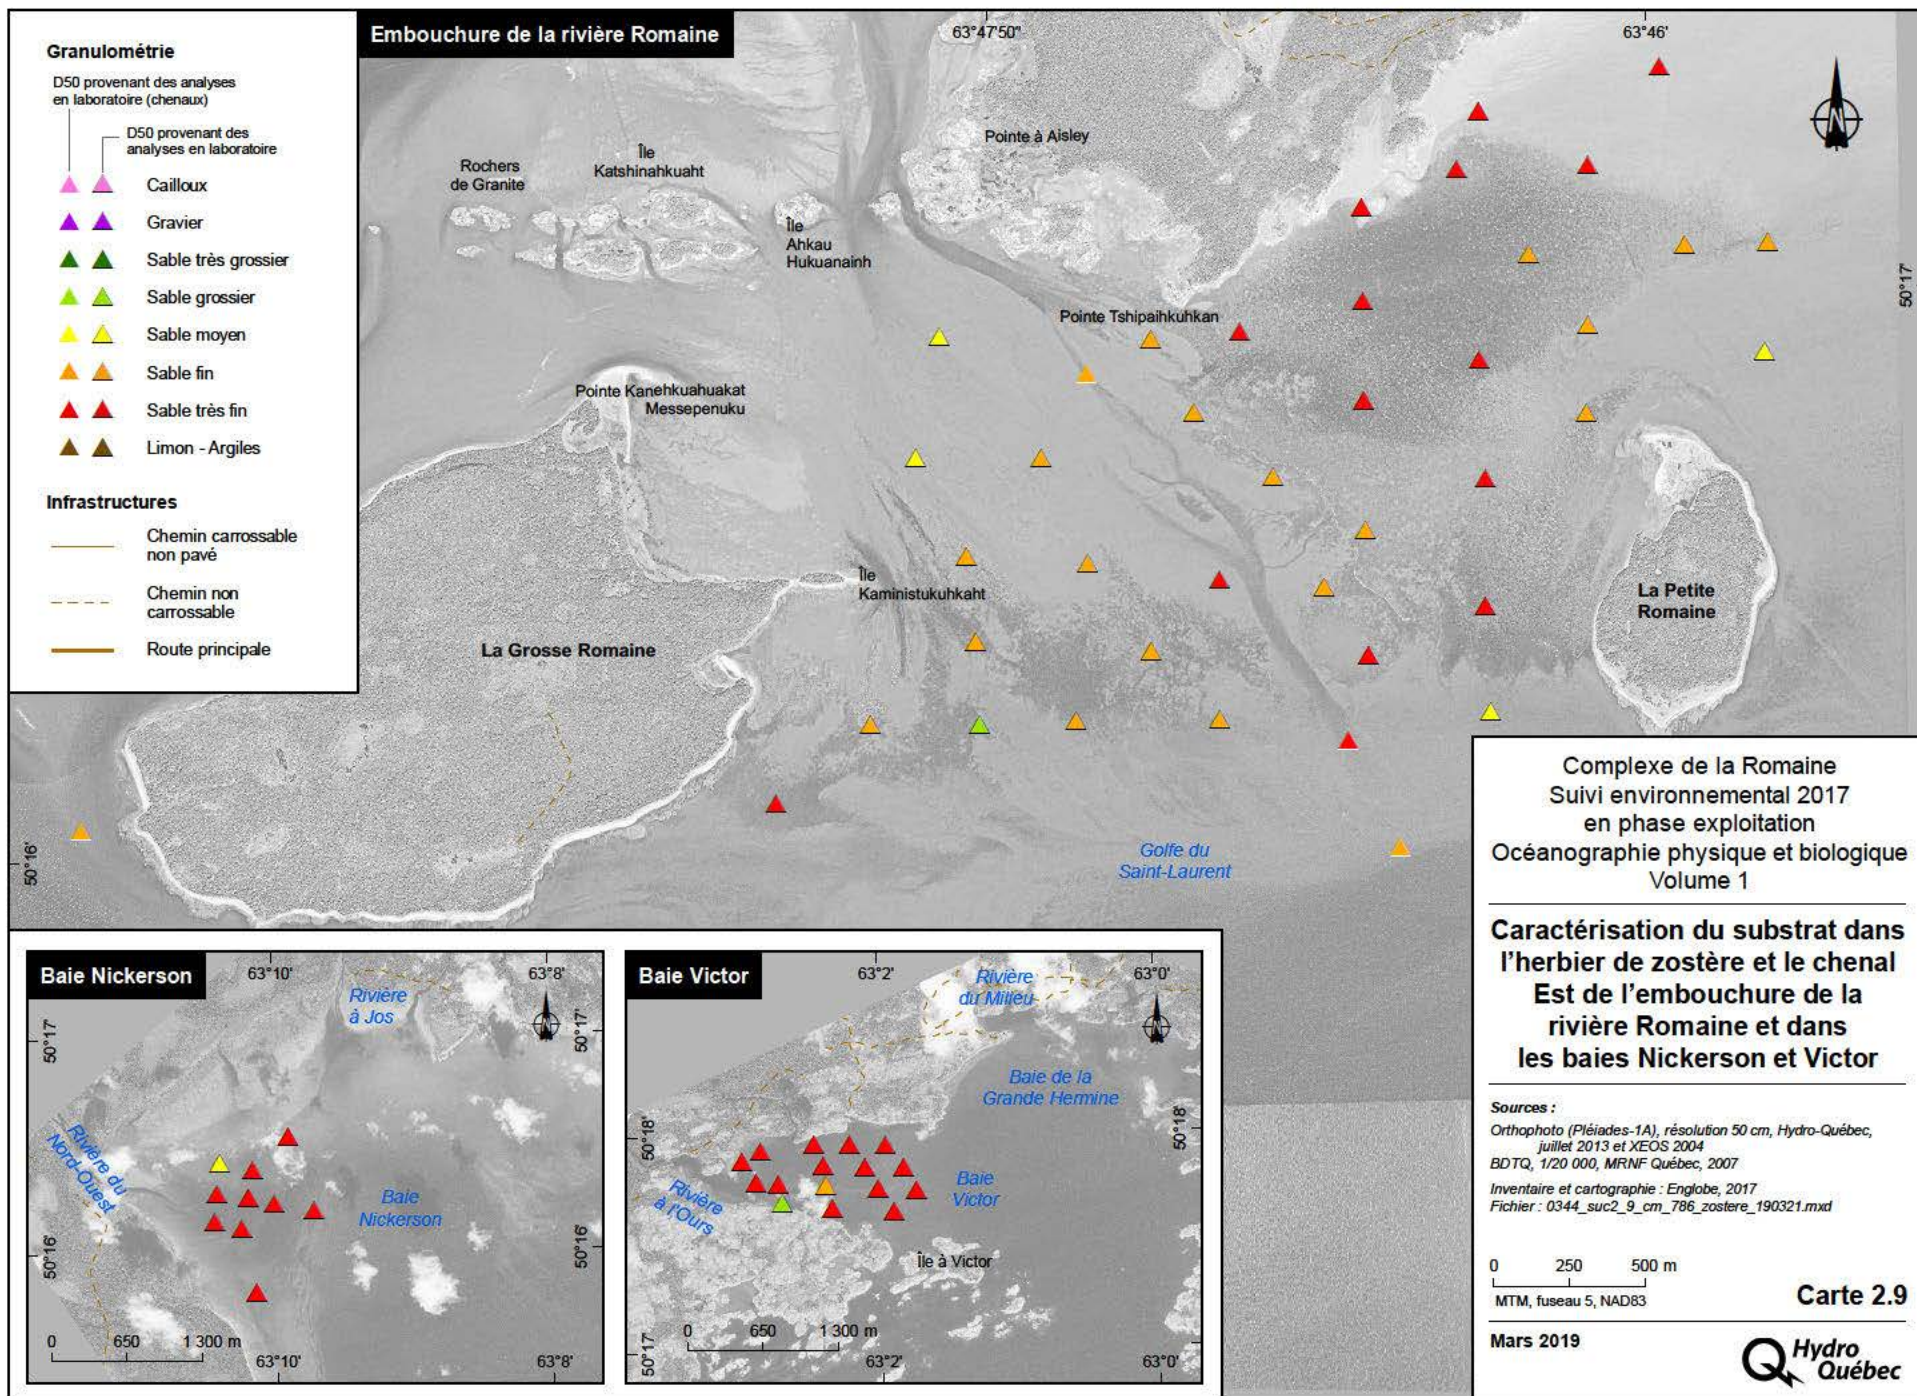 Granulométrie
D50 provenant des analyses
en laboratoire (chenaux)
D50 provenant des
analyses en laboratoire
Cailloux
Gravier
Sable très grossier
Sable grossier
Sable moyen
Sable fin
Sable très fin
Limon - Argiles
Infrastructures
Chemin carrossable
non pavé
Chemin non
carrossable
Route principale
Embouchure de la rivière Romaine
63°47'50"
63°46'
50°17'
50°16'
Rochers
de Granite
Île
Katshinahkuaht
Île
Ahkau
Hukuanainh
Pointe à Aisley
Pointe Tshipaihkuhkan
Pointe Kanehkuahuakat
Messepenuku
Île
Kaministukuhkaht
La Grosse Romaine
La Petite
Romaine
Golfe du
Saint-Laurent
Baie Nickerson
63°10'
63°8'
50°17'
50°17'
Rivière
à Jos
Rivière du
Nord-Ouest
Baie
Nickerson
50°16'
50°16'
0 650 1 300 m
63°10'
63°8'
Baie Victor
63°2'
63°0'
Rivière
du Milieu
Baie de la
Grande Hermine
50°18'
50°18'
Rivière
à l'Ours
Baie
Victor
Île à Victor
0 650 1 300 m
50°17'
63°2'
63°0'
Complexe de la Romaine
Suivi environnemental 2017
en phase exploitation
Océanographie physique et biologique
Volume 1
Caractérisation du substrat dans
l'herbier de zostère et le chenal
Est de l'embouchure de la
rivière Romaine et dans
les baies Nickerson et Victor
Sources :
Orthophoto (Pléiades-1A), résolution 50 cm, Hydro-Québec,
juillet 2013 et XEOS 2004
BDTQ, 1/20 000, MRNF Québec, 2007
Inventaire et cartographie : Englobe, 2017
Fichier : 0344_suc2_9_cm_786_zostere_190321.mxd
0 250 500 m
MTM, fuseau 5, NAD83
Carte 2.9
Mars 2019
Hydro
Québec